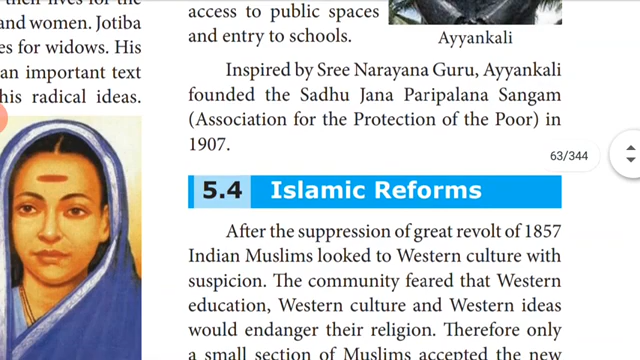 their lives for the
and women. Jotiba
es for widows. His
an important text
his radical ideas.
access to public spaces
and entry to schools.
Ayyankali
Inspired by Sree Narayana Guru, Ayyankali
founded the Sadhu Jana Paripalana Sangam
(Association for the Protection of the Poor) in
1907.
63/344
5.4 Islamic Reforms
After the suppression of great revolt of 1857
Indian Muslims looked to Western culture with
suspicion. The community feared that Western
education, Western culture and Western ideas
would endanger their religion. Therefore only
a small section of Muslims accepted the new